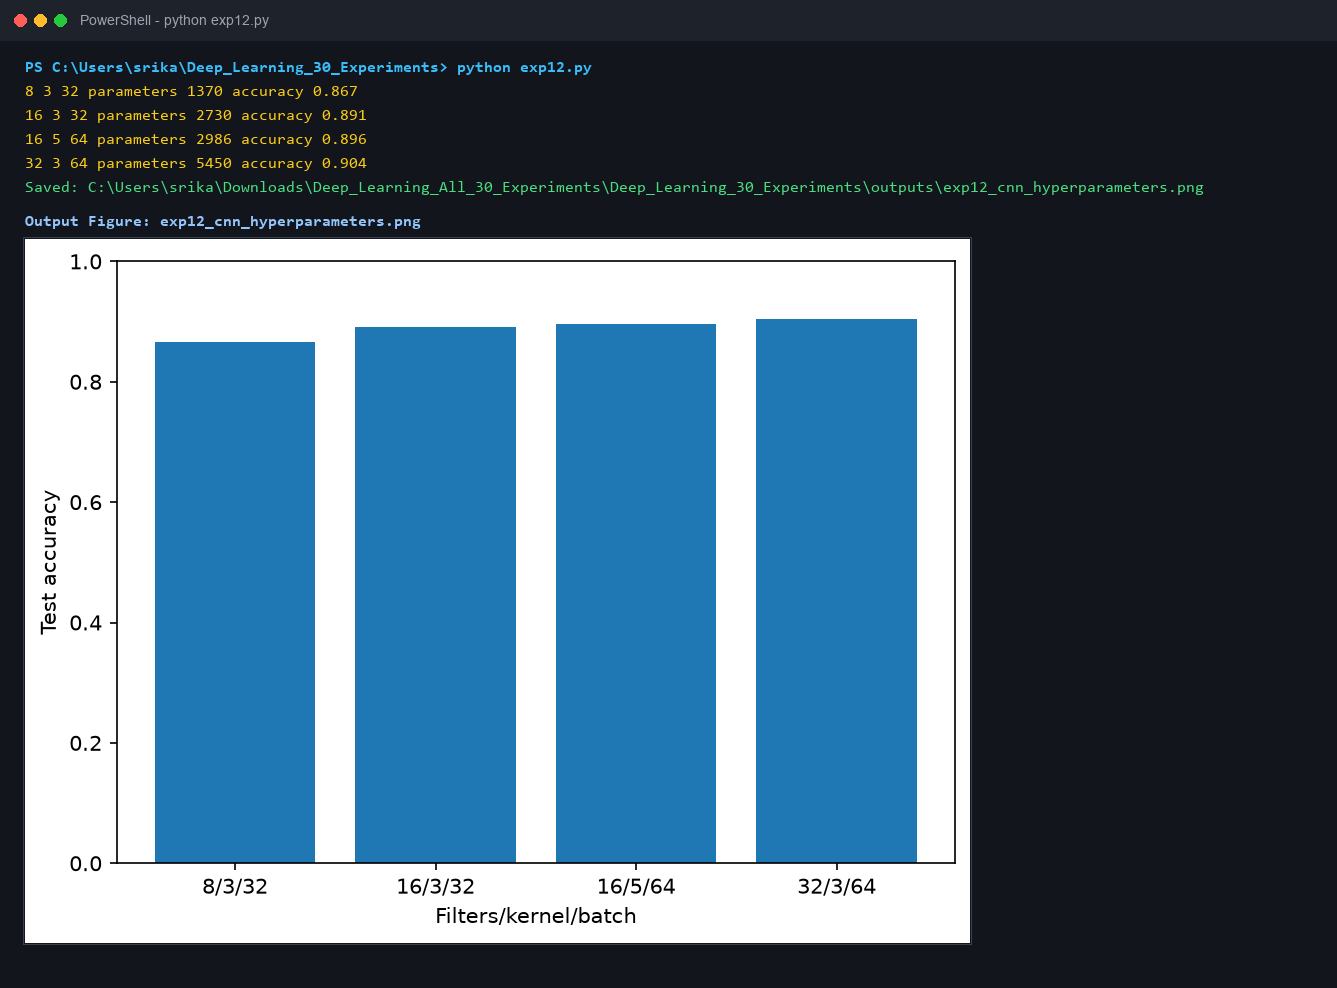 PowerShell - python exp12.py
PS C:\Users\srika\Deep_Learning_30_Experiments> python exp12.py
8 3 32 parameters 1370 accuracy 0.867
16 3 32 parameters 2730 accuracy 0.891
16 5 64 parameters 2986 accuracy 0.896
32 3 64 parameters 5450 accuracy 0.904
Saved: C:\Users\srika\Downloads\Deep_Learning_All_30_Experiments\Deep_Learning_30_Experiments\outputs\exp12_cnn_hyperparameters.png
Output Figure: exp12_cnn_hyperparameters.png
1.0
0.8
0.6
0.4
0.2
0.0
Test accuracy
8/3/32 16/3/32 16/5/64 32/3/64
Filters/kernel/batch